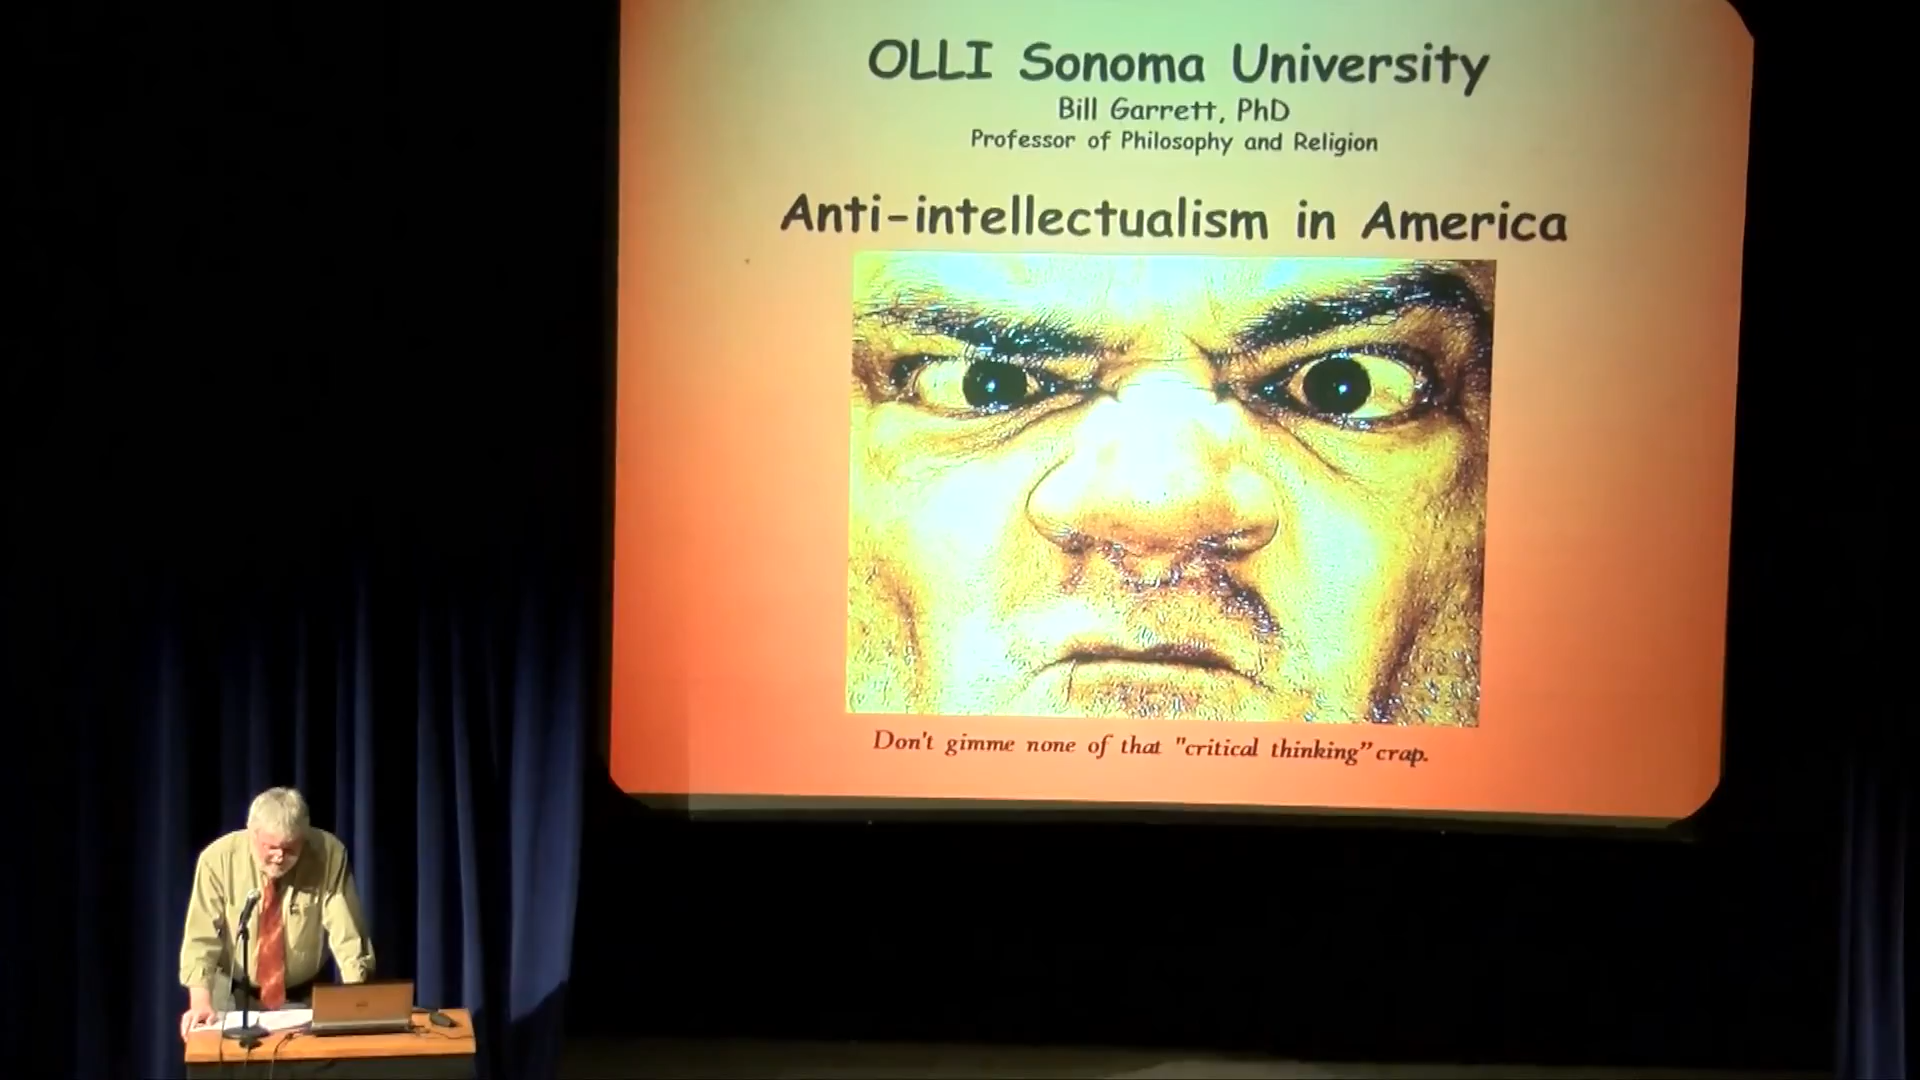 OLLI Sonoma University
Bill Garrett, PhD
Professor of Philosophy and Religion
Anti-intellectualism in America
Don't gimme none of that "critical thinking” crap.